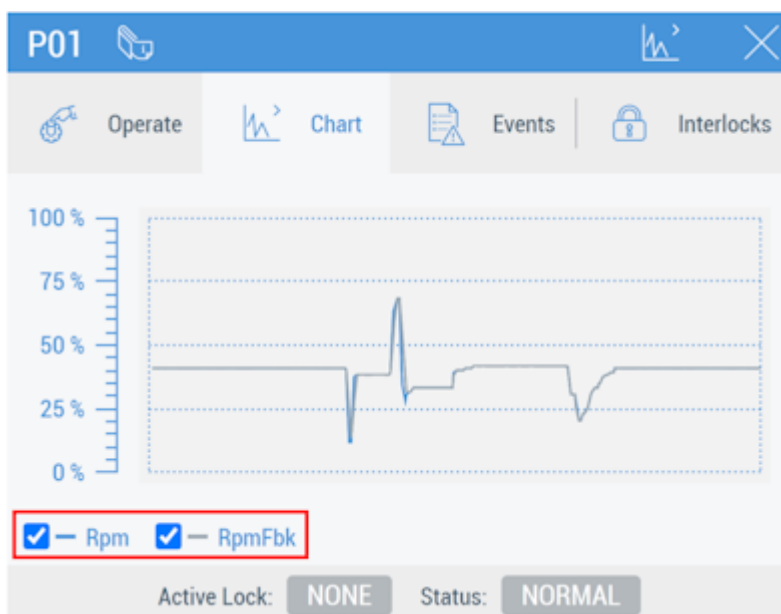 P01
Operate Chart Events Interlocks
100 %
75 %
50 %
25 %
0 %
Rpm RpmFbk
Active Lock: NONE Status: NORMAL